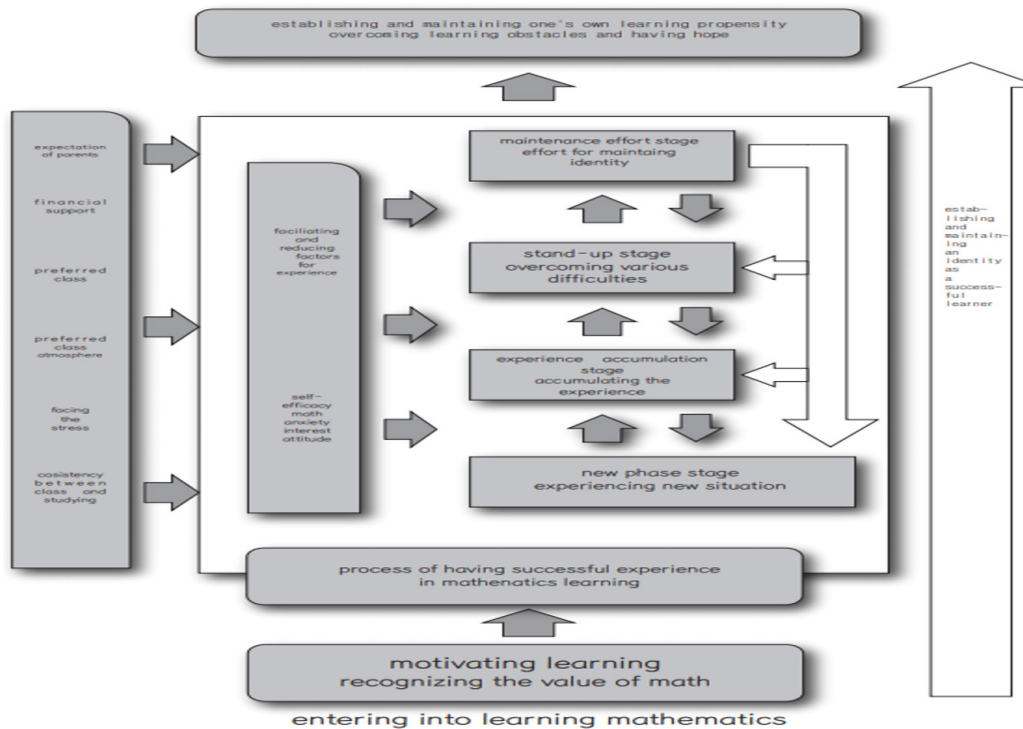 establishing and maintaining one's own learning propensity
overcoming learning obstacles and having hope
expectation
of parents
financial
support
preferred
class
preferred
class
atmosphere
facing
the
stress
cosistency
between
class and
studying
faciliating
and
reducing
factors
for
experience
self-
efficacy
math
anxiety
interest
attitude
maintenance effort stage
effort for maintaing
identity
stand-up stage
overcoming various
difficulties
experience accumulation
stage
accumulating the
experience
new phase stage
experiencing new situation
estab-
lishing
and
maintain-
ing
an
identity
as
a
success-
ful
learner
process of having successful experience
in mathenatics learning
motivating learning
recognizing the value of math
entering into learning mathematics